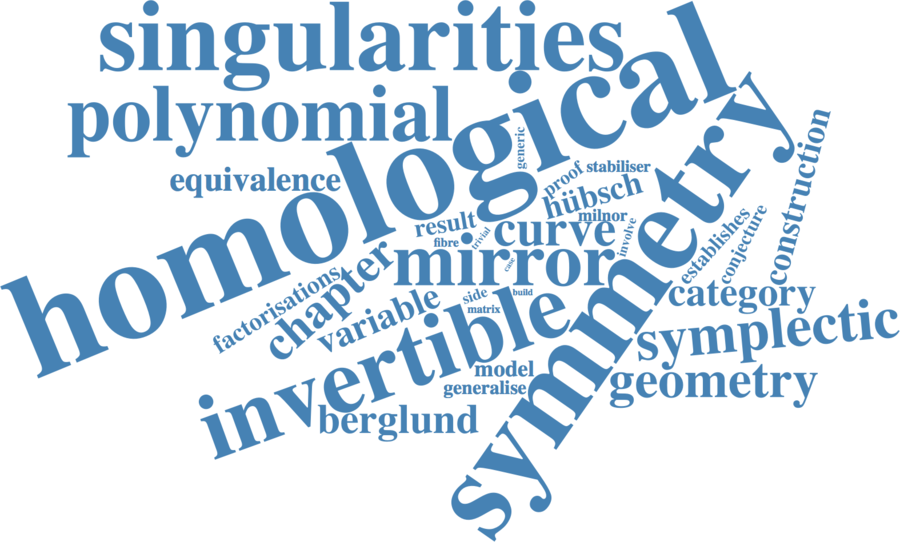 singularities
polynomial
homological
symmetry
generic
equivalence
proof
stabiliser
hübsch
milnor
construction
result
fibre
trivial
curve
involve
mirror
case
establishes
conjecture
factorisations
chapter
variable
side
build
matrix
category
invertible
symplectic
model
generalise
geometry
berglund